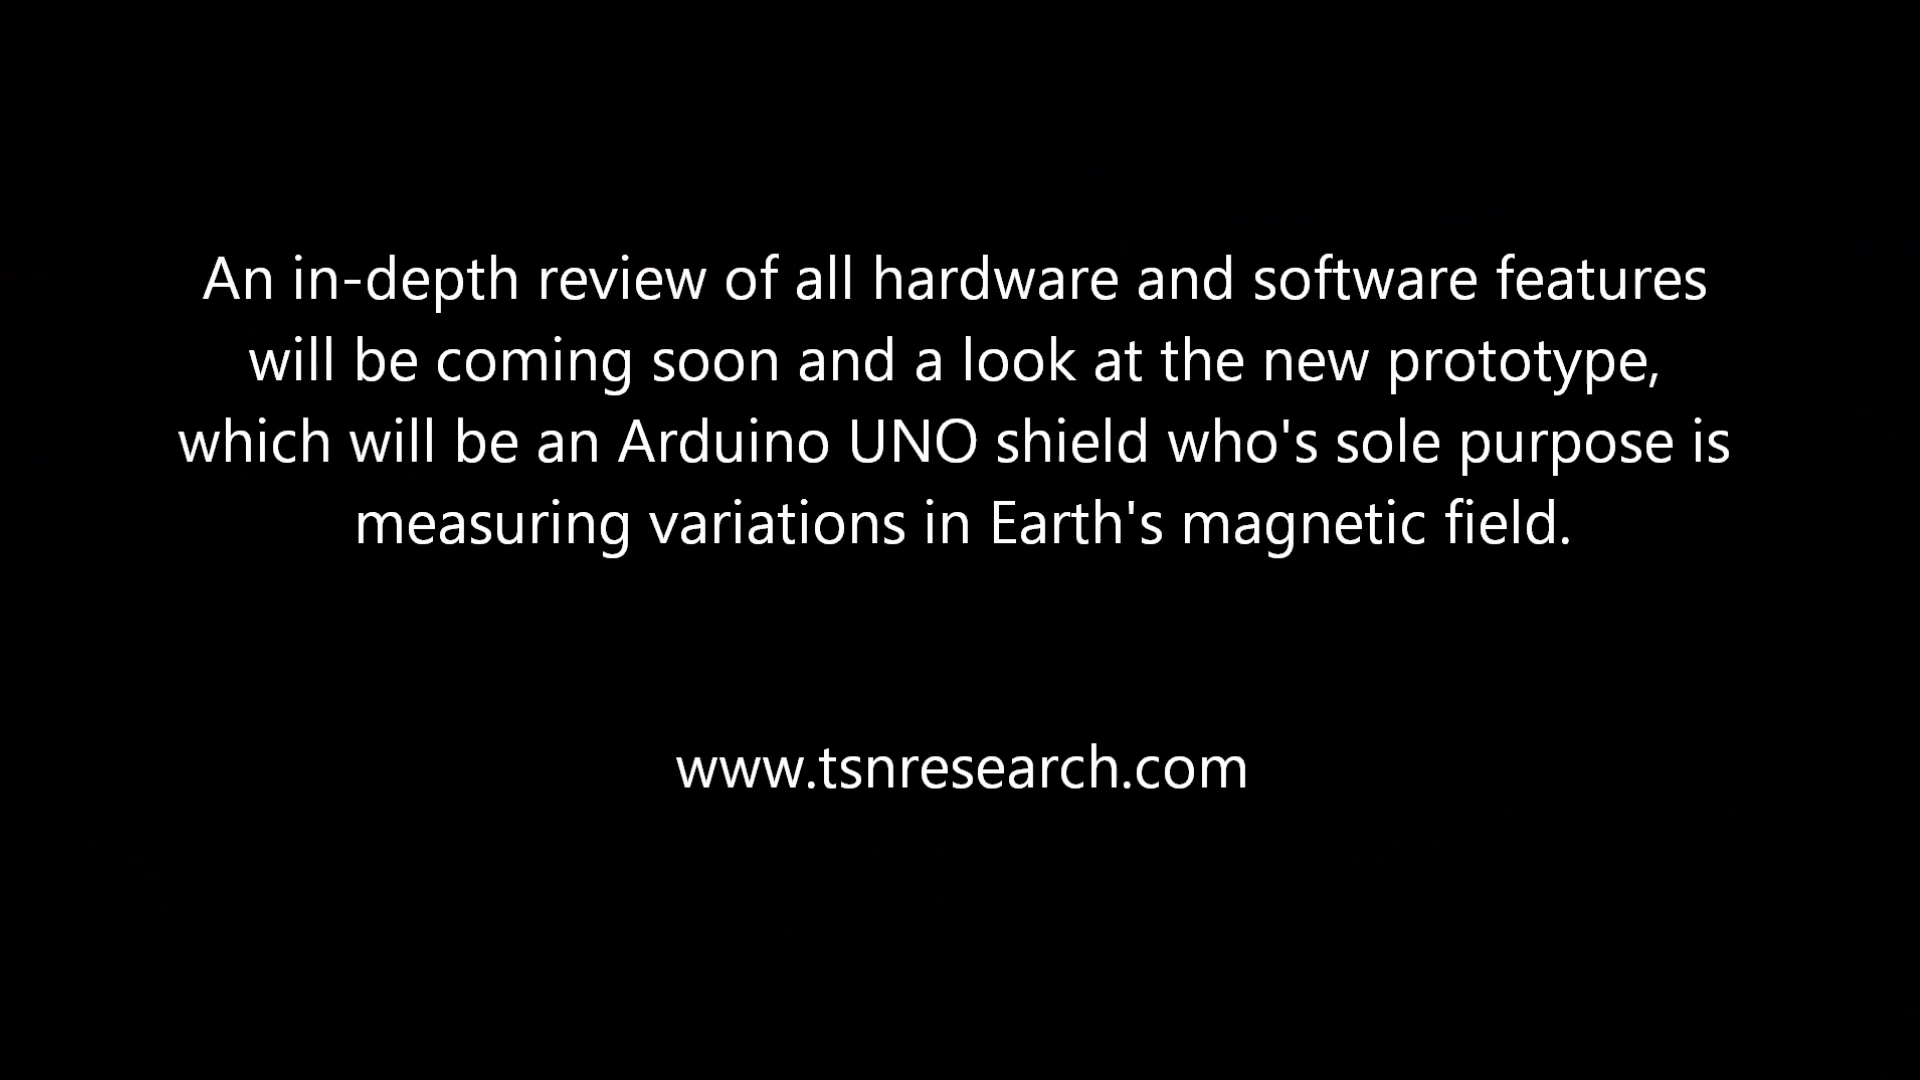 An in-depth review of all hardware and software features
will be coming soon and a look at the new prototype,
which will be an Arduino UNO shield who's sole purpose is
measuring variations in Earth's magnetic field.
www.tsnresearch.com